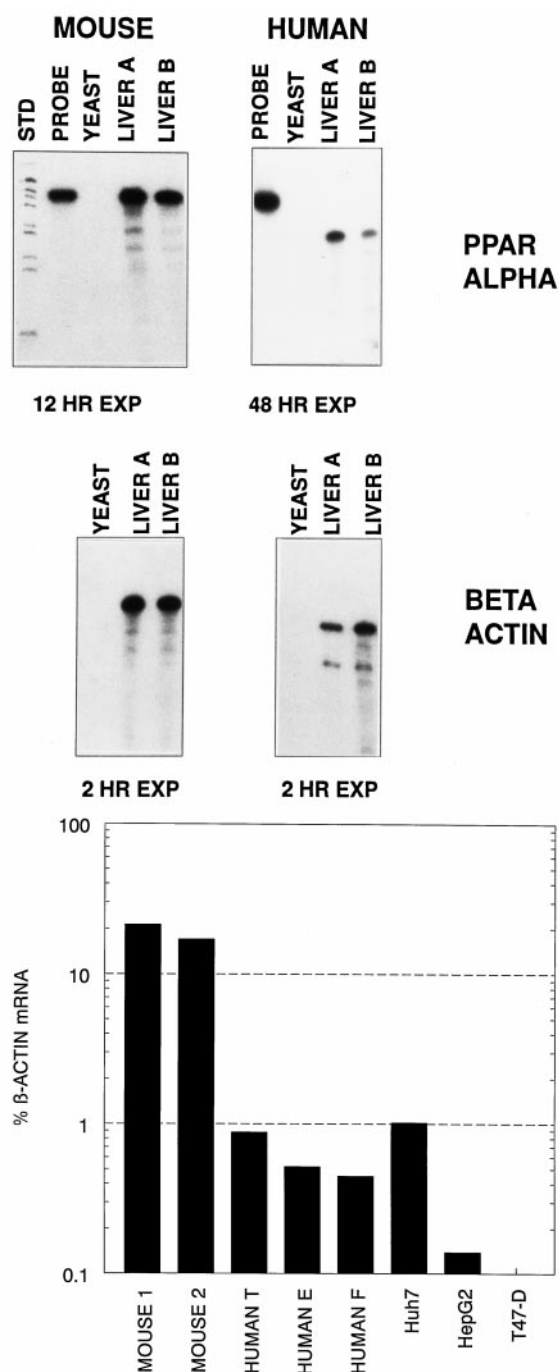 MOUSE
HUMAN
STD
PROBE
YEAST
LIVER A
LIVER B
PROBE
YEAST
LIVER A
LIVER B
PPAR
ALPHA
12 HR EXP
48 HR EXP
YEAST
LIVER A
LIVER B
YEAST
LIVER A
LIVER B
BETA
ACTIN
2 HR EXP
2 HR EXP
% ß-ACTIN mRNA
100
10
1
0.1
MOUSE 1
MOUSE 2
HUMAN T
HUMAN E
HUMAN F
Huh7
HepG2
T47-D